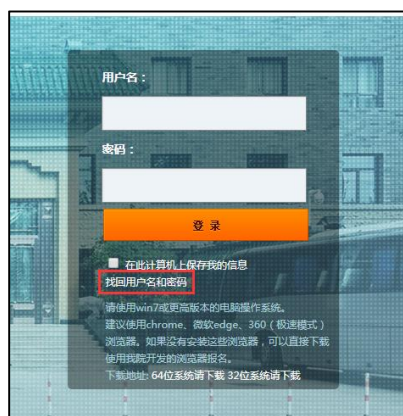 用户名：
密码：
登 录
在此计算机上保存我的信息
找回用户名和密码
请使用win7或更高版本的电脑操作系统。
建议使用chrome、微软edge、360（极速模式）
浏览器。如果没有安装这些浏览器，可以直接下载
使用我院开发的浏览器报名。
下载地址: 64位系统请下载 32位系统请下载